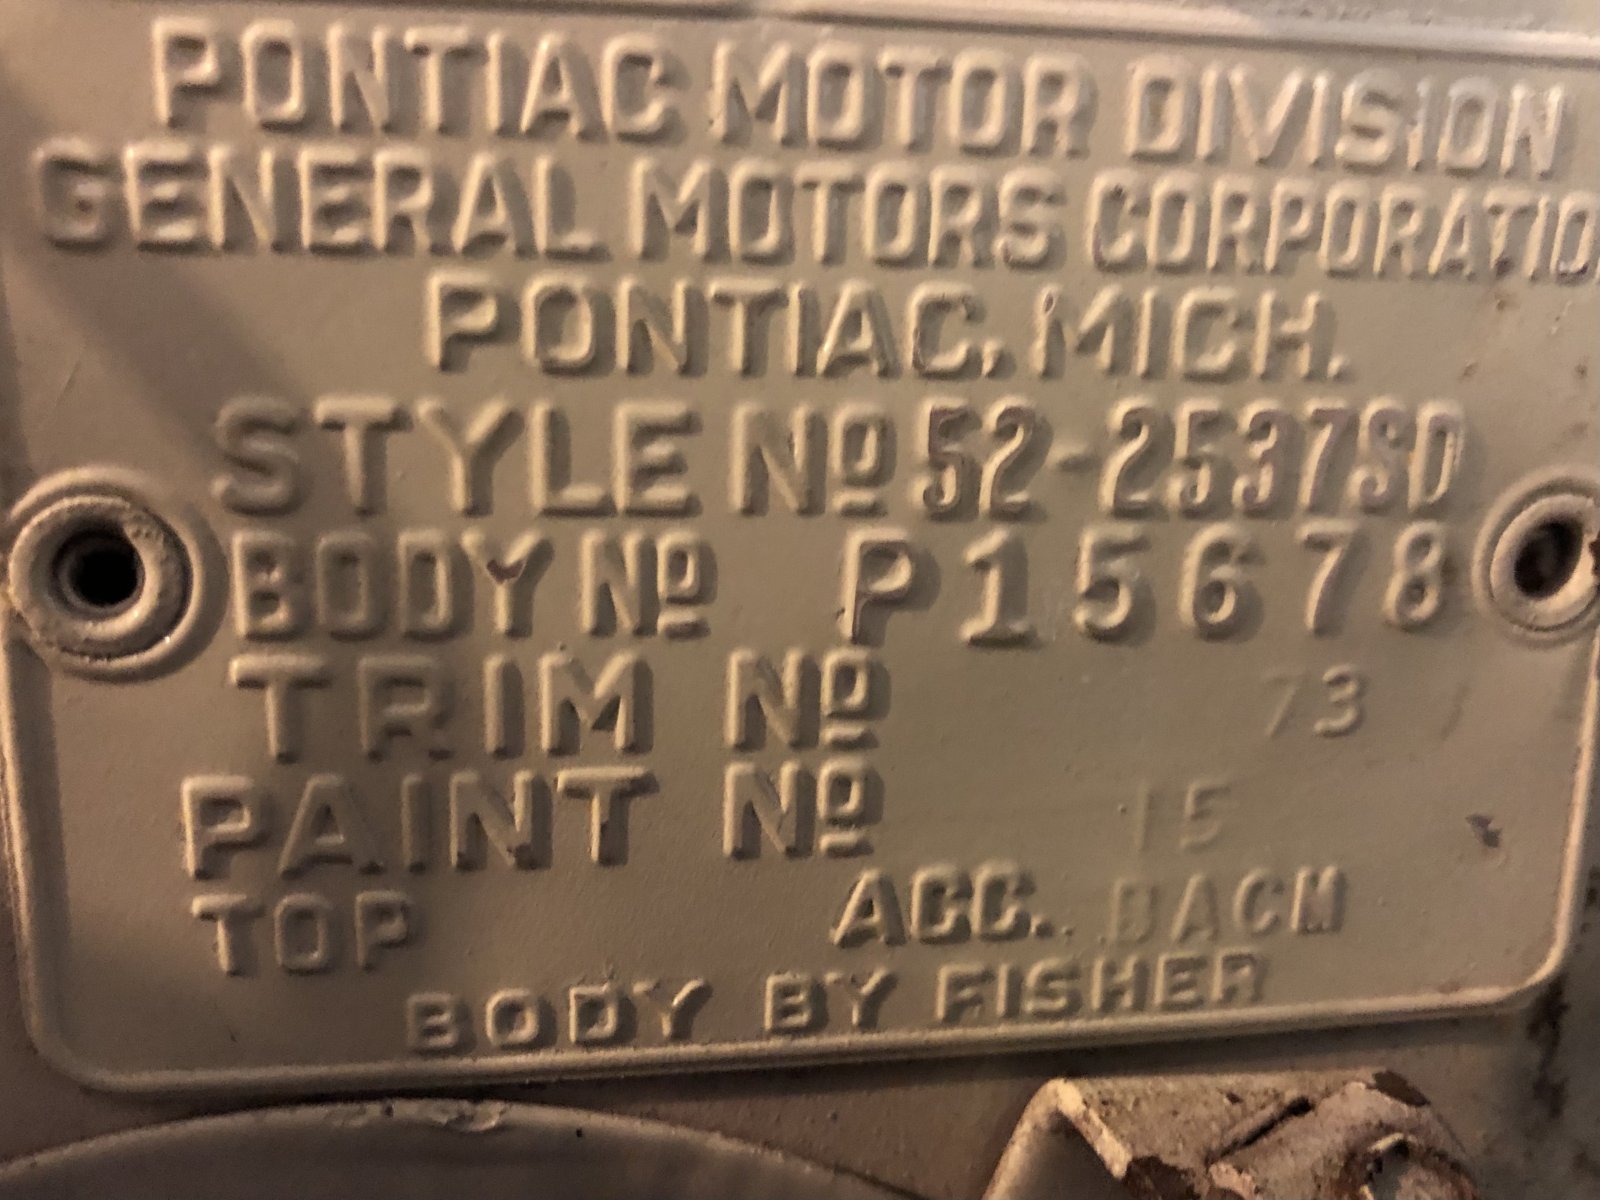 PONTIAC MOTOR DIVISION
GENERAL MOTORS CORPORATIO
PONTIAC, MICH.
STYLE Nº 52-2537SD
BODY Nº P15678
TRIM Nº 73
PAINT Nº 15
TOP ACC. BACM
BODY BY FISHER